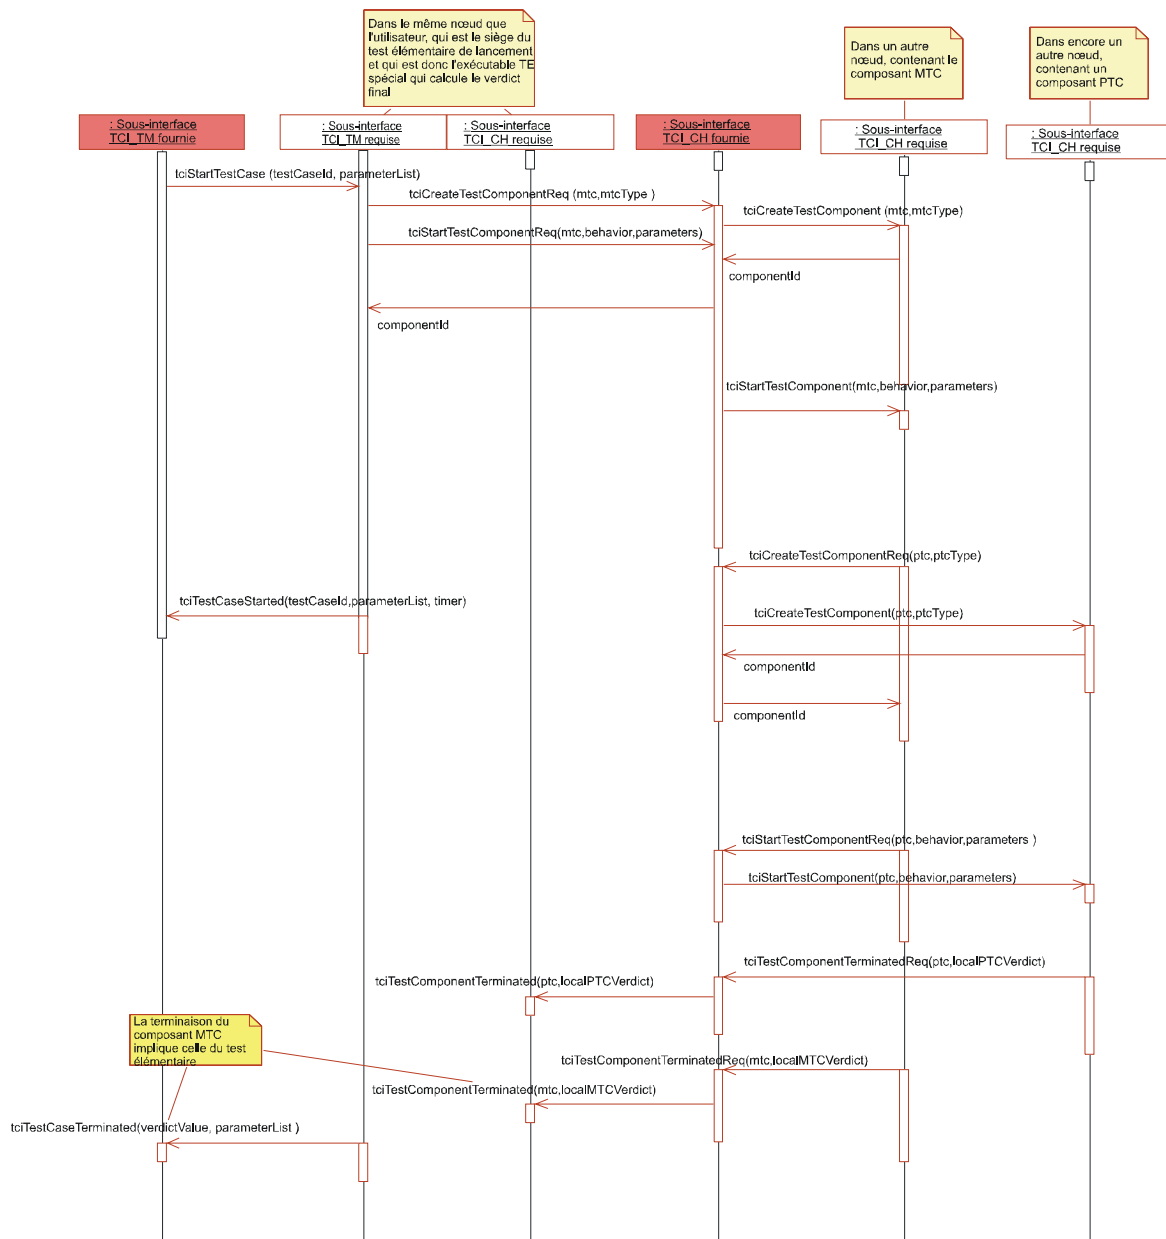 Dans le même nœud que
l'utilisateur, qui est le siège du
test élémentaire de lancement
et qui est donc l'exécutable TE
spécial qui calcule le verdict
final
Dans un autre
nœud, contenant le
composant MTC
Dans encore un
autre nœud,
contenant un
composant PTC
: Sous-interface
TCI_TM fournie
: Sous-interface
TCI_TM requise
: Sous-interface
TCI_CH requise
: Sous-interface
TCI_CH fournie
: Sous-interface
TCI_CH requise
: Sous-interface
TCI_CH requise
tciStartTestCase (testCaseId, parameterList)
tciCreateTestComponentReq (mtc,mtcType )
tciCreateTestComponent (mtc,mtcType)
tciStartTestComponentReq(mtc,behavior,parameters)
componentId
componentId
tciStartTestComponent(mtc,behavior,parameters)
tciCreateTestComponentReq(ptc,ptcType)
tciTestCaseStarted(testCaseId,parameterList, timer)
tciCreateTestComponent(ptc,ptcType)
componentId
componentId
tciStartTestComponentReq(ptc,behavior,parameters )
tciStartTestComponent(ptc,behavior,parameters)
tciTestComponentTerminatedReq(ptc,localPTCVerdict)
tciTestComponentTerminated(ptc,localPTCVerdict)
La terminaison du
composant MTC
implique celle du test
élémentaire
tciTestComponentTerminatedReq(mtc,localMTCVerdict)
tciTestComponentTerminated(mtc,localMTCVerdict)
tciTestCaseTerminated(verdictValue, parameterList )